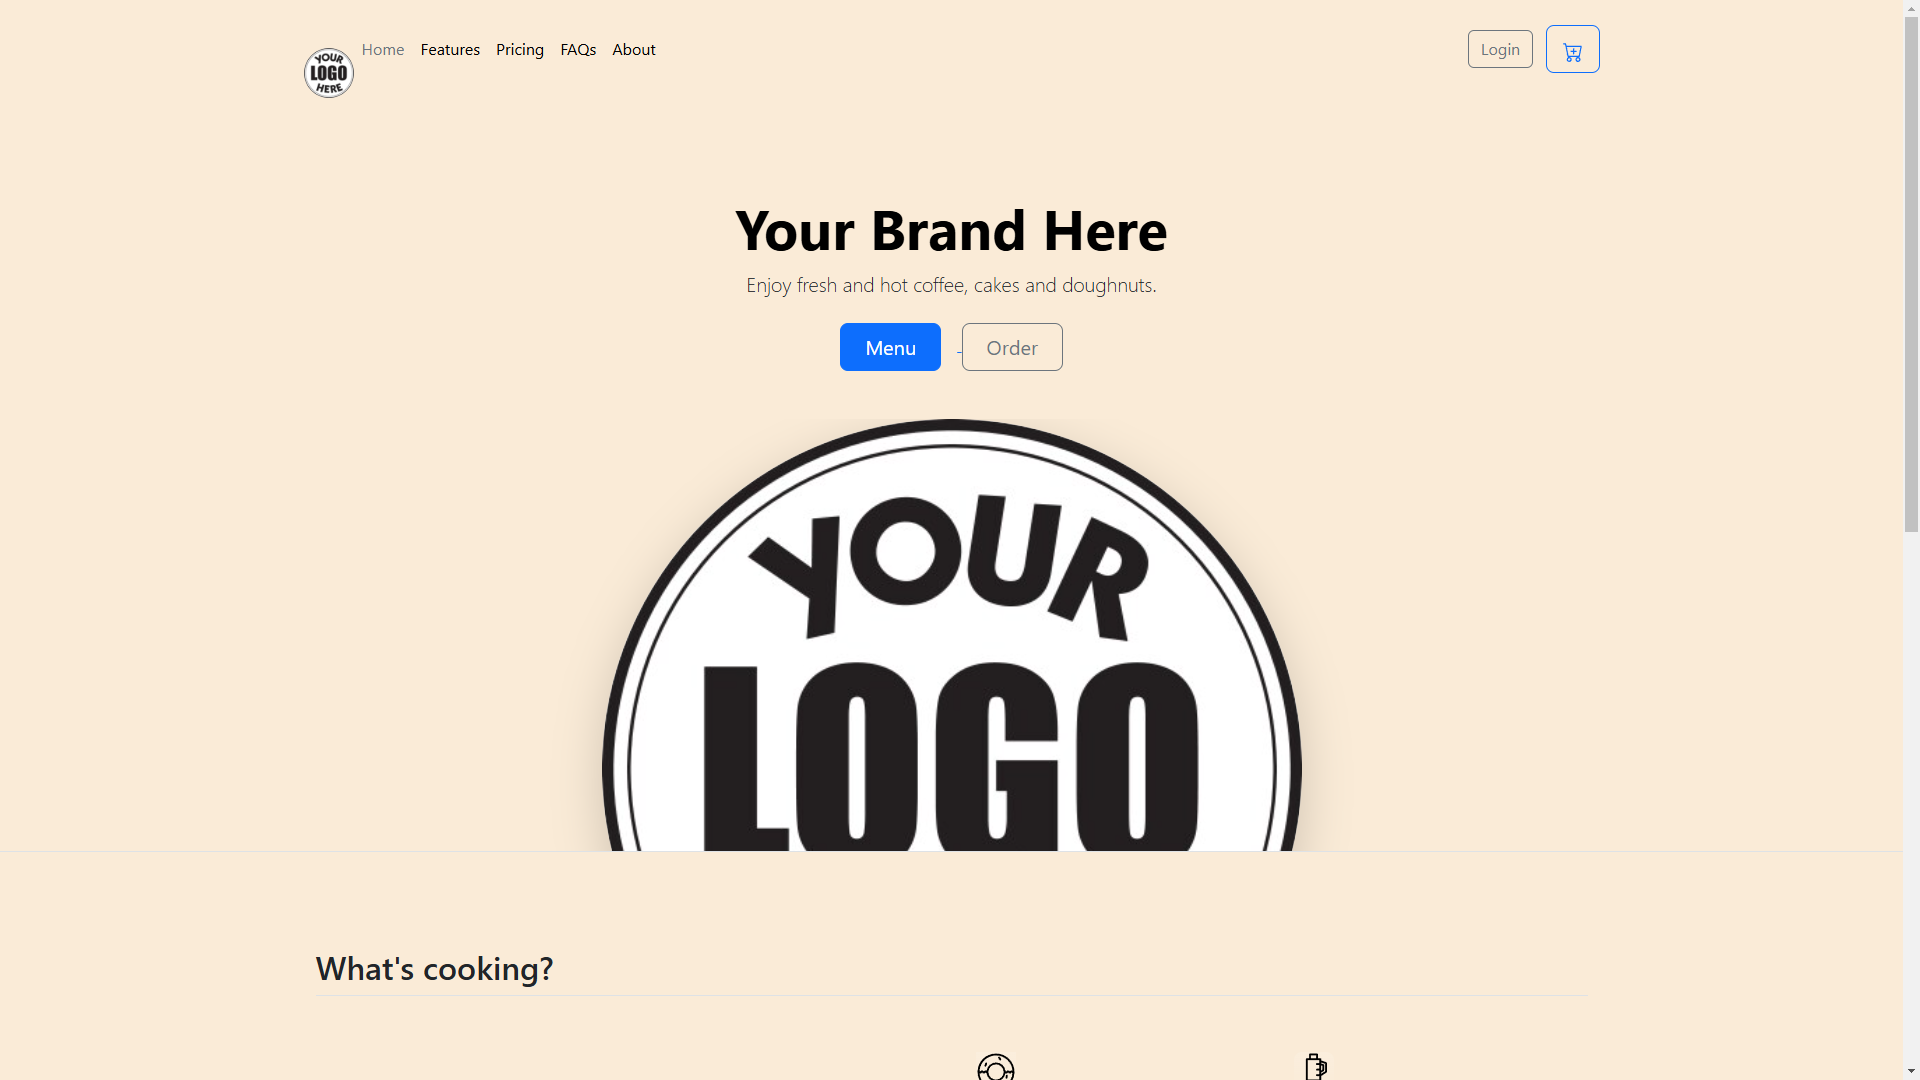 YOUR
LOGO
HERE
Home Features Pricing FAQs About
Login
Your Brand Here
Enjoy fresh and hot coffee, cakes and doughnuts.
Menu Order
YOUR
LOGO
What's cooking?